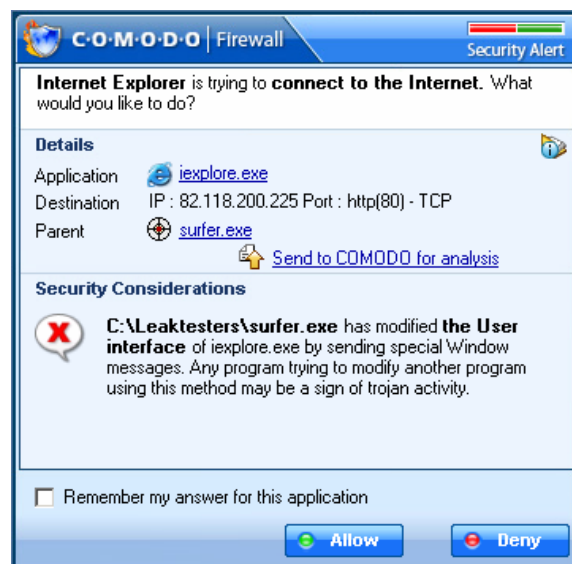 C·O·M·O·D·O | Firewall
Security Alert
Internet Explorer is trying to connect to the Internet. What
would you like to do?
Details
Application iexplore.exe
Destination IP : 82.118.200.225 Port : http(80) - TCP
Parent surfer.exe
Send to COMODO for analysis
Security Considerations
C:\Leaktesters\surfer.exe has modified the User
interface of iexplore.exe by sending special Window
messages. Any program trying to modify another program
using this method may be a sign of trojan activity.
Remember my answer for this application
Allow Deny